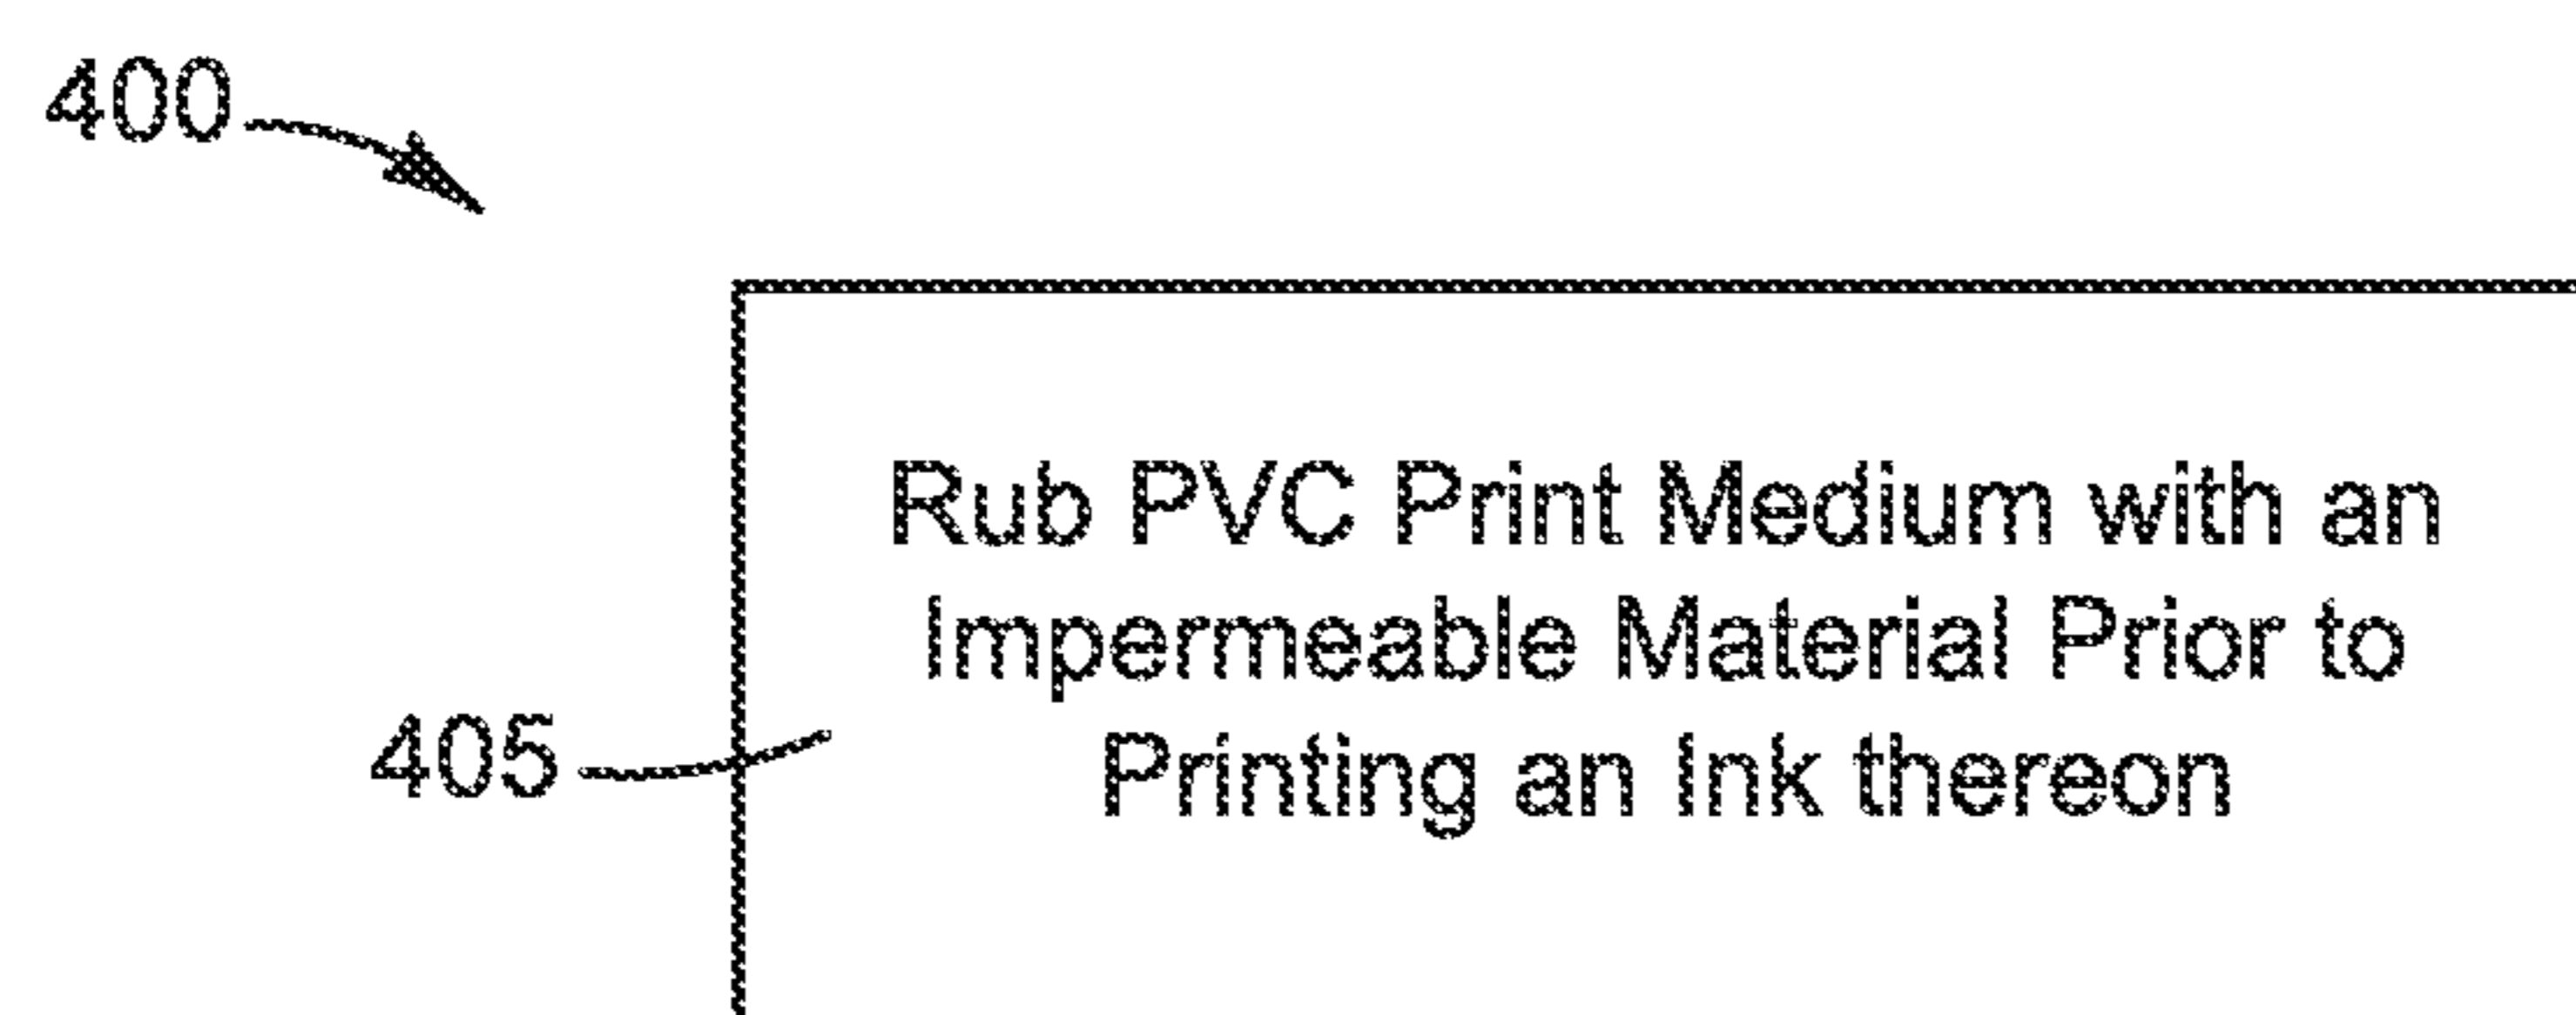 400
Rub PVC Print Medium with an
Impermeable Material Prior to
405
Printing an Ink thereon